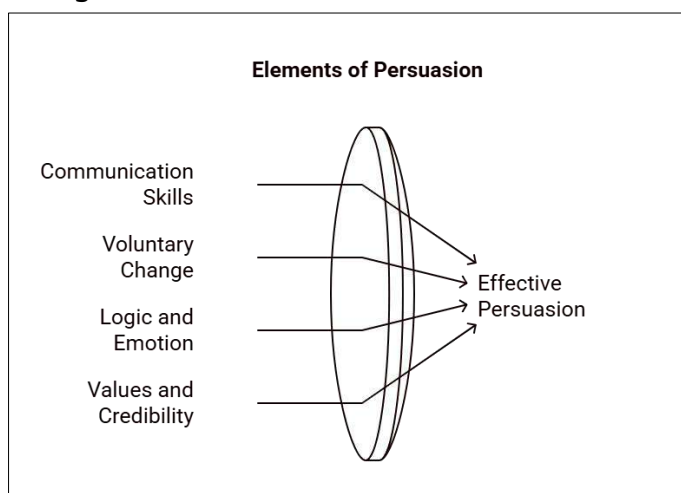 Elements of Persuasion
Communication
Skills
Voluntary
Change
Logic and
Emotion
Values and
Credibility
Effective
Persuasion